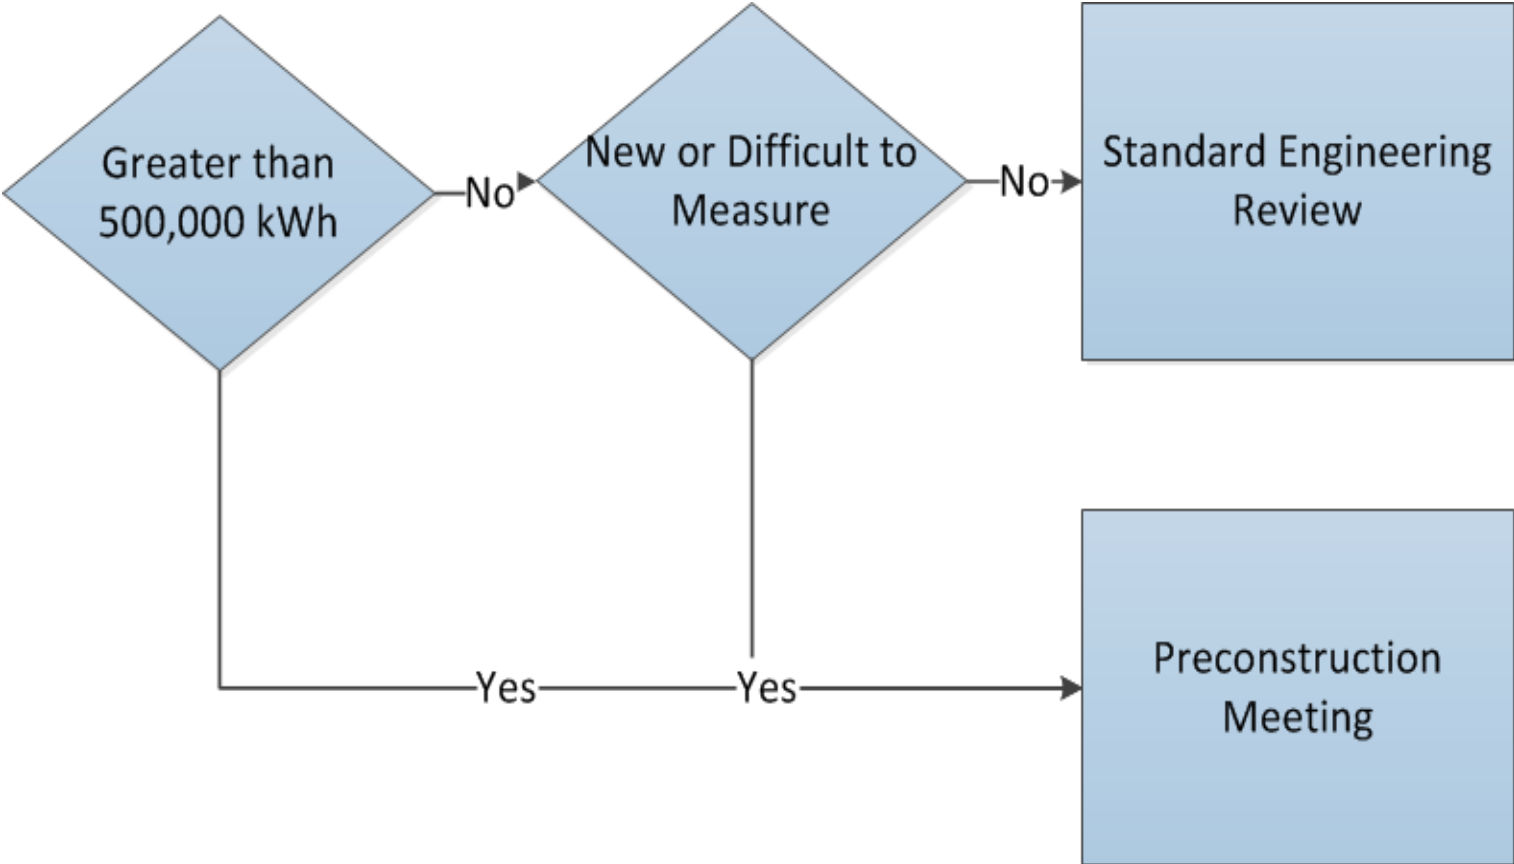 Greater than
500,000 kWh
No
New or Difficult to
Measure
No
Standard Engineering
Review
Yes
Yes
Preconstruction
Meeting